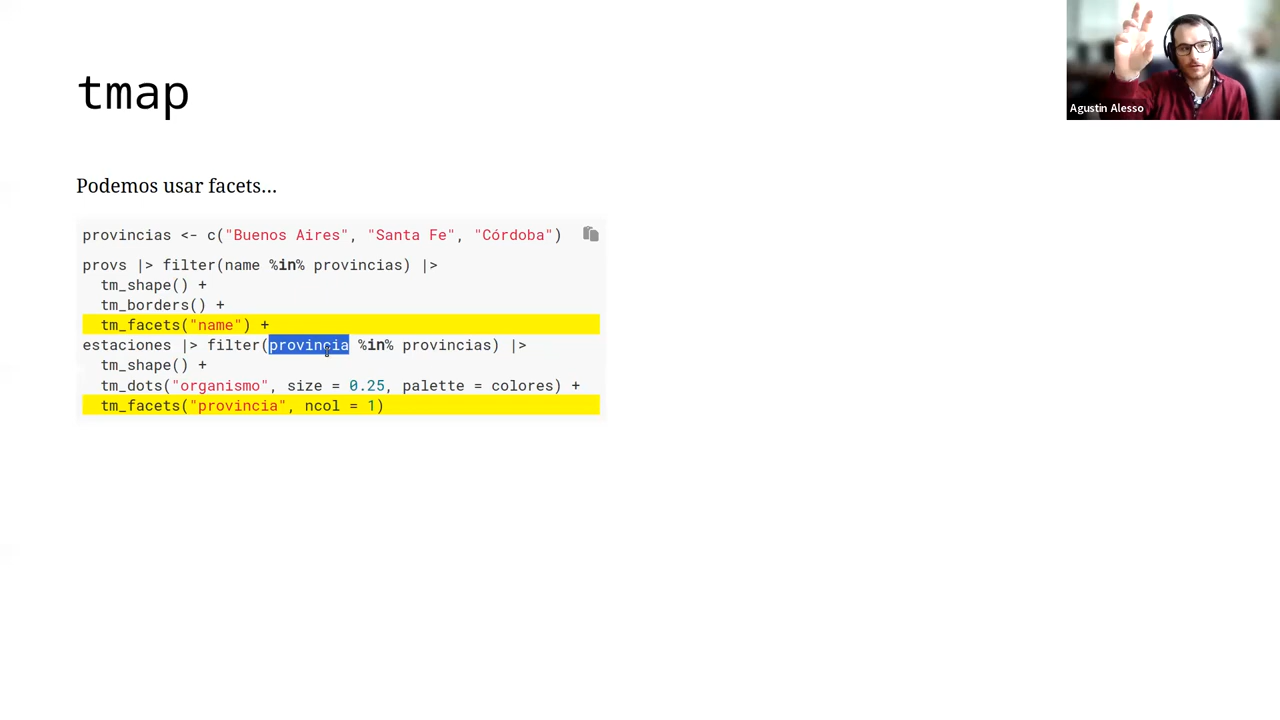 tmap
Agustin Alesso
Podemos usar facets...
provincias <- c("Buenos Aires", "Santa Fe", "Córdoba")
provs |> filter(name %in% provincias) |>
tm_shape() +
tm_borders() +
tm_facets("name") +
estaciones |> filter(provincia %in% provincias) |>
tm_shape() +
tm_dots("organismo", size = 0.25, palette = colores) +
tm_facets("provincia", ncol = 1)